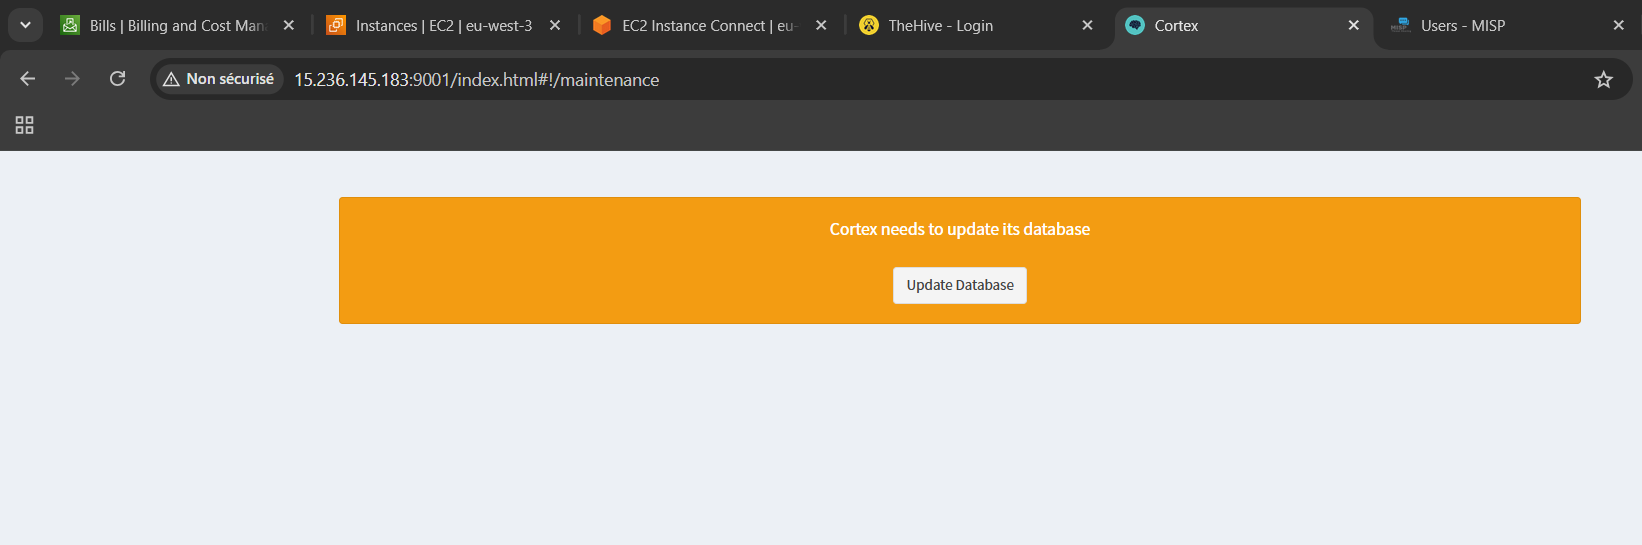 Bills | Billing and Cost Man
Instances | EC2 | eu-west-3
EC2 Instance Connect | eu-
TheHive - Login
Cortex
Users - MISP
Non sécurisé
15.236.145.183:9001/index.html#!/maintenance
Cortex needs to update its database
Update Database